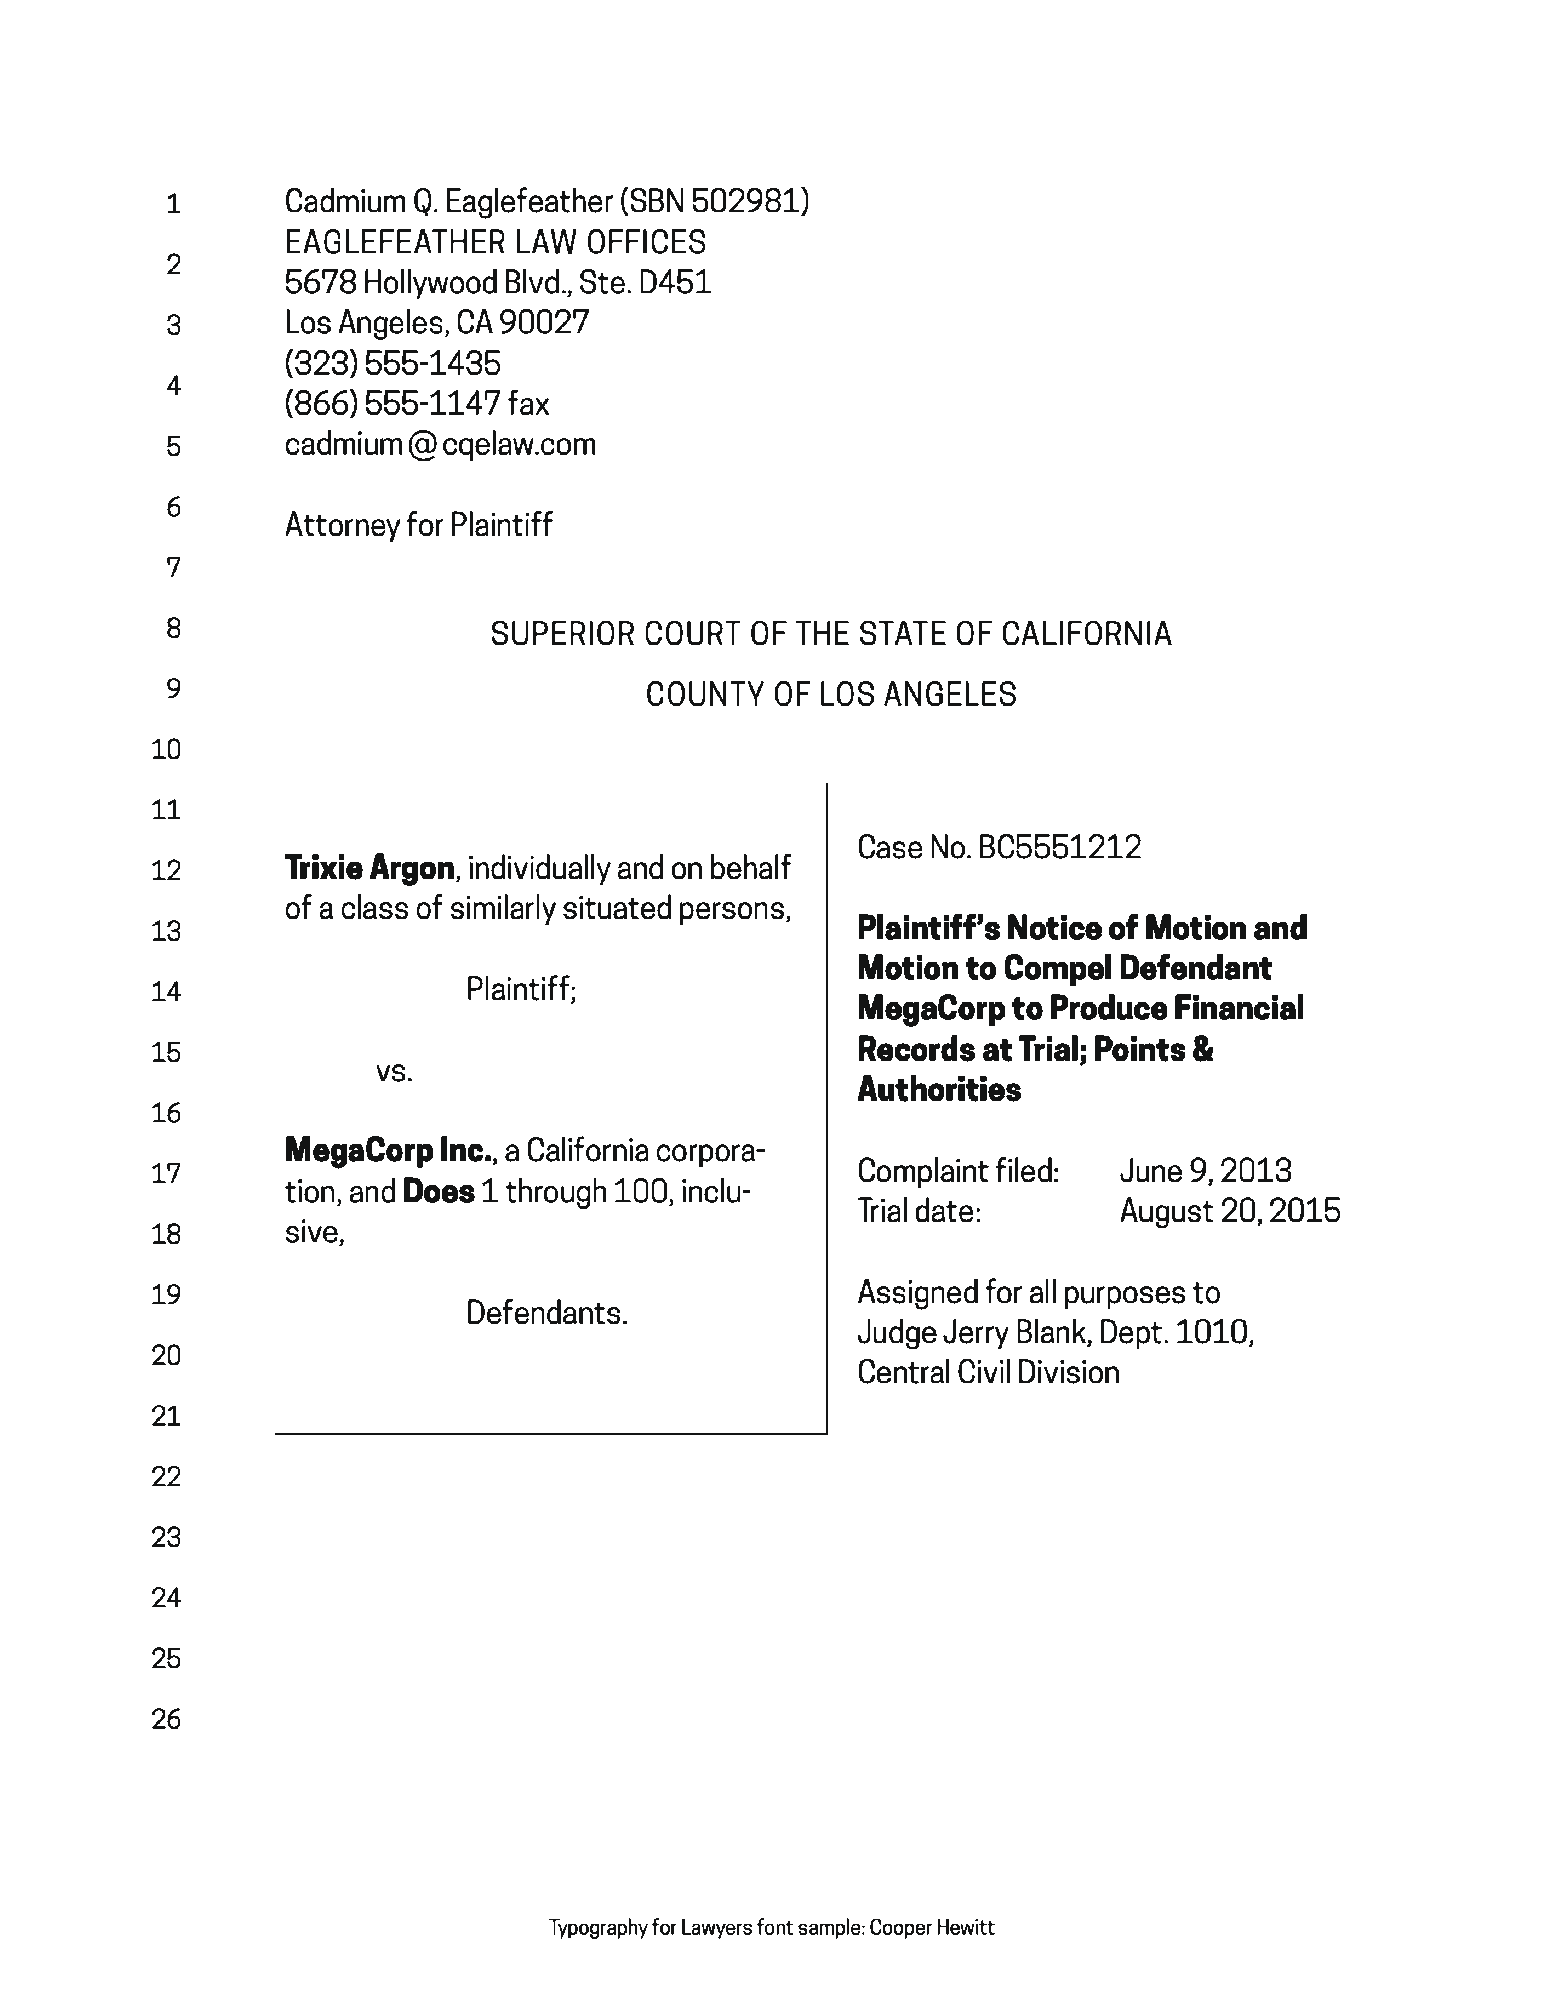 1
2
3
4
5
6
7
8
9
10
11
12
13
14
15
16
17
18
19
20
21
22
23
24
25
26
Cadmium Q. Eaglefeather (SBN 502981)
EAGLEFEATHER LAW OFFICES
5678 Hollywood Blvd., Ste. D451
Los Angeles, CA 90027
(323) 555-1435
(866) 555-1147 fax
cadmium@cqelaw.com
Attorney for Plaintiff
SUPERIOR COURT OF THE STATE OF CALIFORNIA
COUNTY OF LOS ANGELES
Trixie Argon, individually and on behalf
of a class of similarly situated persons,
Plaintiff;
vs.
MegaCorp Inc., a California corpora-
tion, and Does 1 through 100, inclu-
sive,
Defendants.
Case No. BC5551212
Plaintiff’s Notice of Motion and
Motion to Compel Defendant
MegaCorp to Produce Financial
Records at Trial; Points &
Authorities
Complaint filed: June 9, 2013
Trial date: August 20, 2015
Assigned for all purposes to
Judge Jerry Blank, Dept. 1010,
Central Civil Division
Typography for Lawyers font sample: Cooper Hewitt